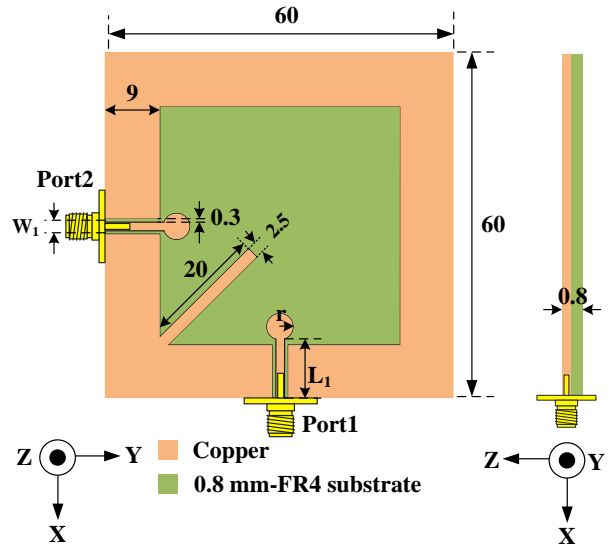 60
9
Port2
W₁
0.3
2.5
20
60
0.8
r
L₁
Port1
Z
Y
X
Copper
0.8 mm-FR4 substrate
Z
Y
X